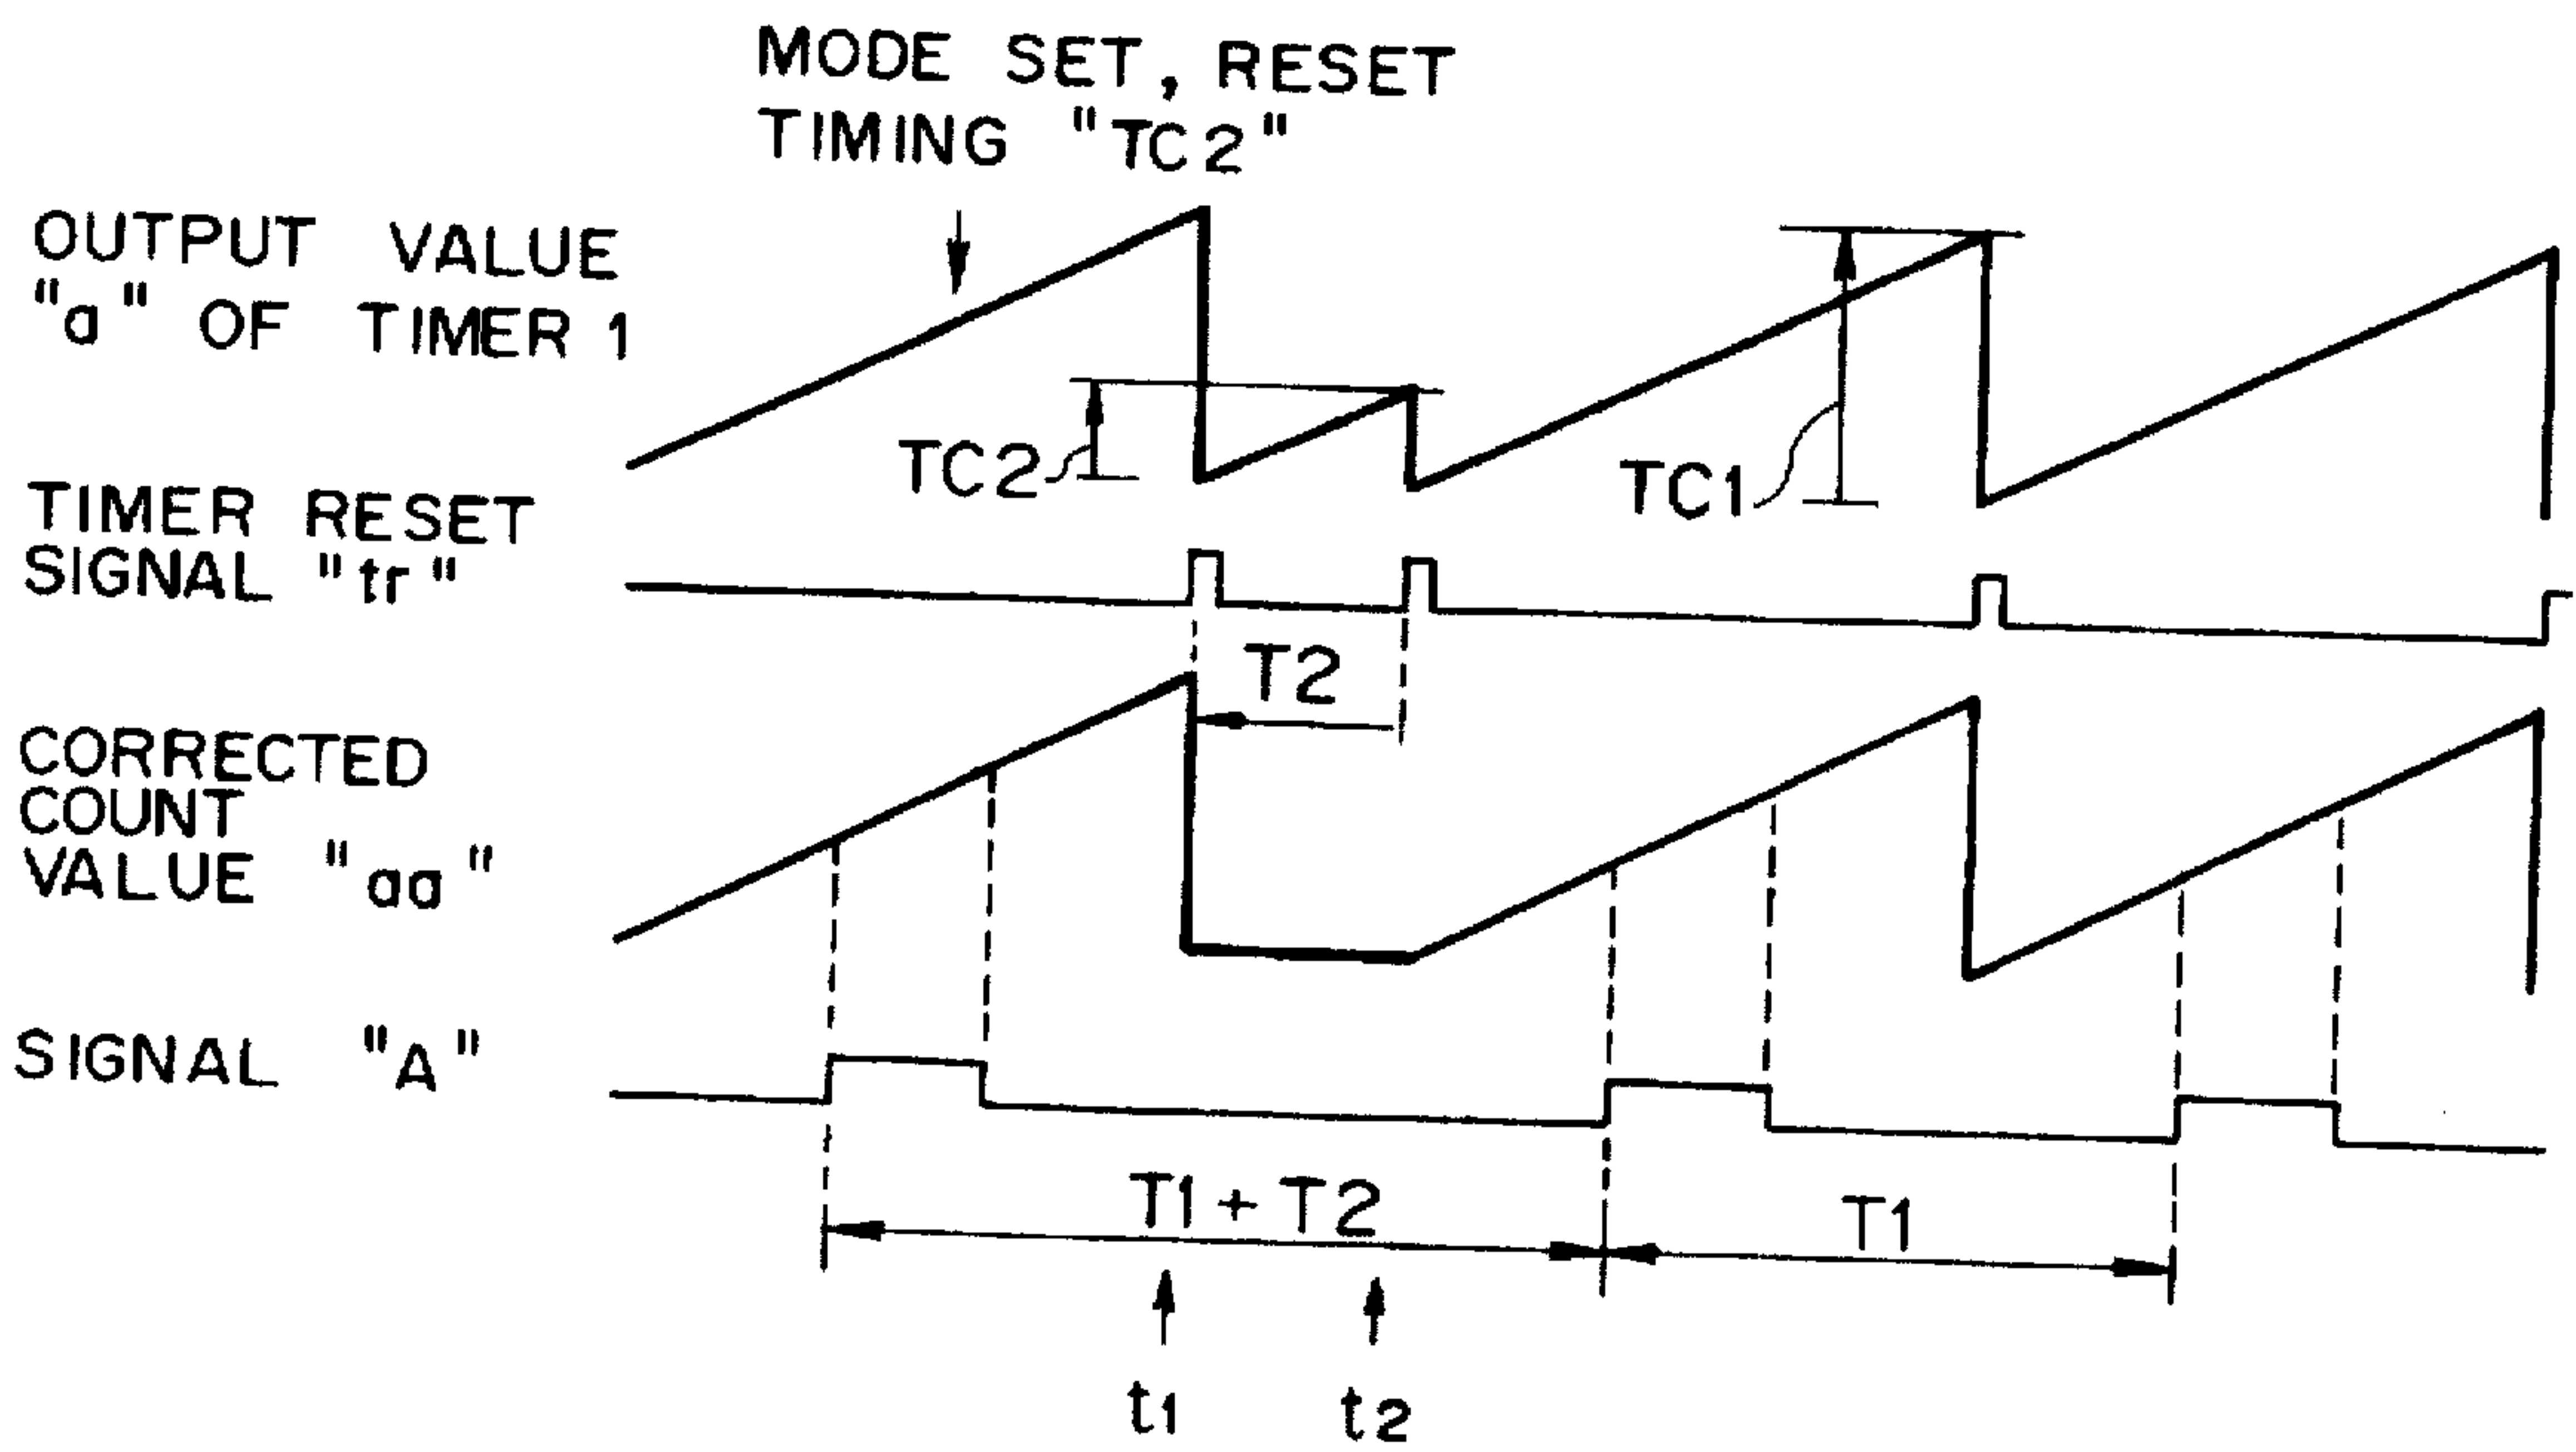 MODE SET, RESET
TIMING "TC2"
OUTPUT VALUE
"a" OF TIMER 1
TC2
TC1
TIMER RESET
SIGNAL "tr"
T2
CORRECTED
COUNT
VALUE "aa"
SIGNAL "A"
T1 + T2
T1
t1
t2